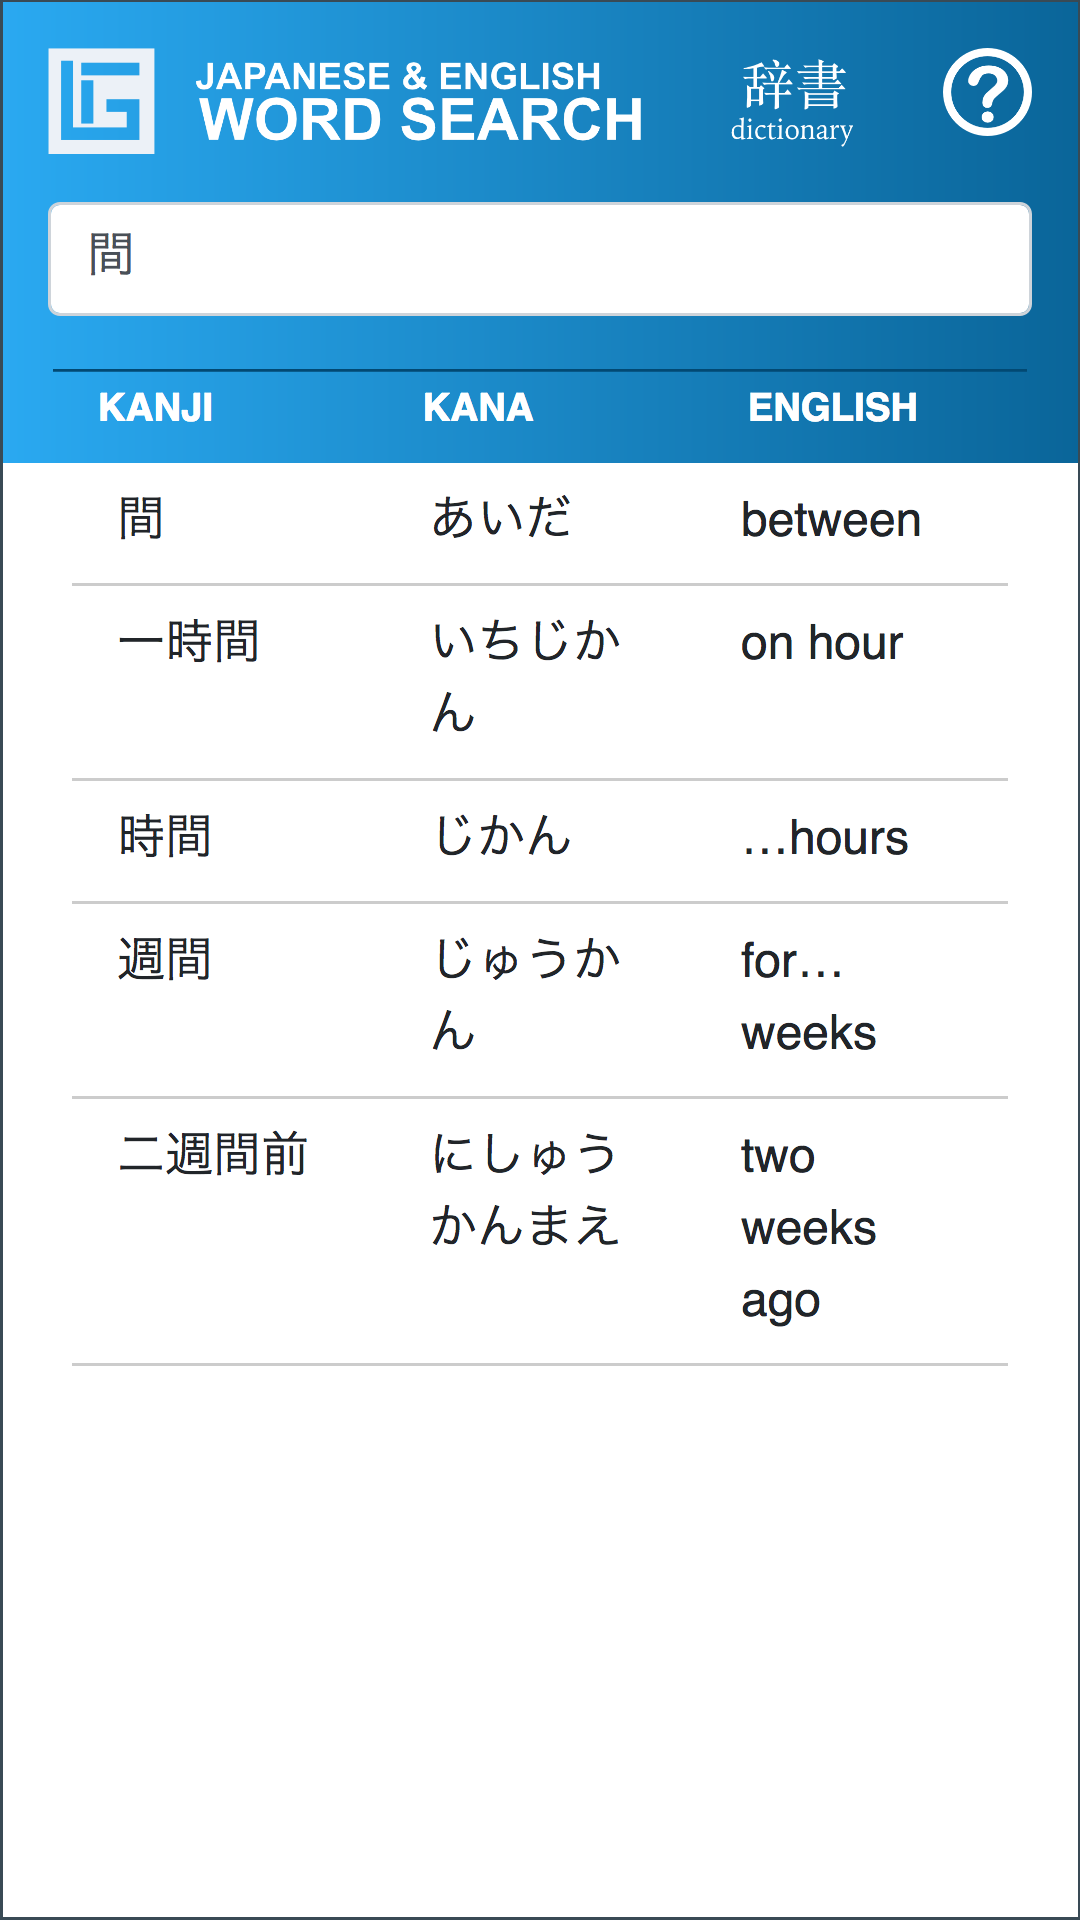 JAPANESE & ENGLISH
WORD SEARCH
辞書
dictionary
間
KANJI KANA ENGLISH
間 あいだ between
一時間 いちじか on hour
ん
時間 じかん …hours
週間 じゅうか for…
ん weeks
二週間前 にしゅう two
かんまえ weeks
ago